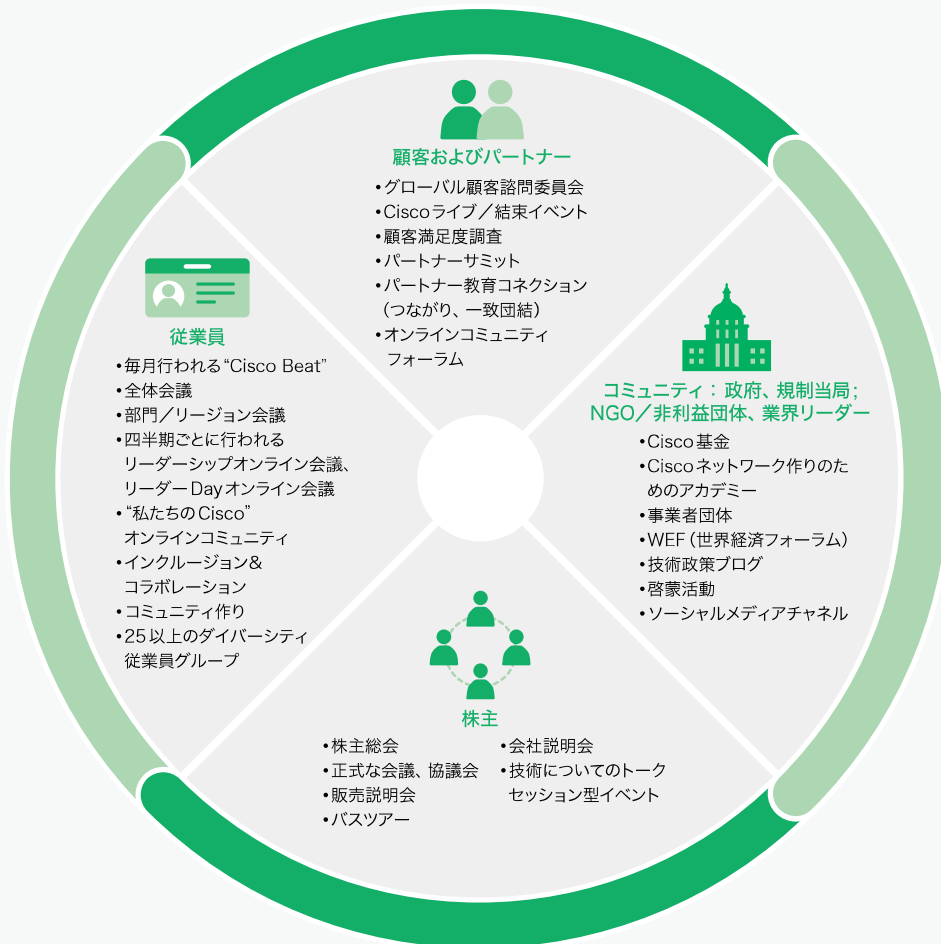 顧客およびパートナー
•グローバル顧客諮問委員会
•Ciscoライブ／結束イベント
•顧客満足度調査
•パートナーサミット
•パートナー教育コネクション
（つながり、一致団結）
•オンラインコミュニティ
フォーラム
従業員
•毎月行われる“Cisco Beat”
•全体会議
•部門／リージョン会議
•四半期ごとに行われる
リーダーシップオンライン会議、
リーダーDayオンライン会議
•“私たちのCisco”
オンラインコミュニティ
•インクルージョン&
コラボレーション
•コミュニティ作り
•25以上のダイバーシティ
従業員グループ
コミュニティ：政府、規制当局；
NGO／非利益団体、業界リーダー
•Cisco基金
•Ciscoネットワーク作りのた
めのアカデミー
•事業者団体
•WEF（世界経済フォーラム）
•技術政策ブログ
•啓蒙活動
•ソーシャルメディアチャネル
株主
•株主総会
•正式な会議、協議会
•販売説明会
•バスツアー
•会社説明会
•技術についてのトーク
セッション型イベント